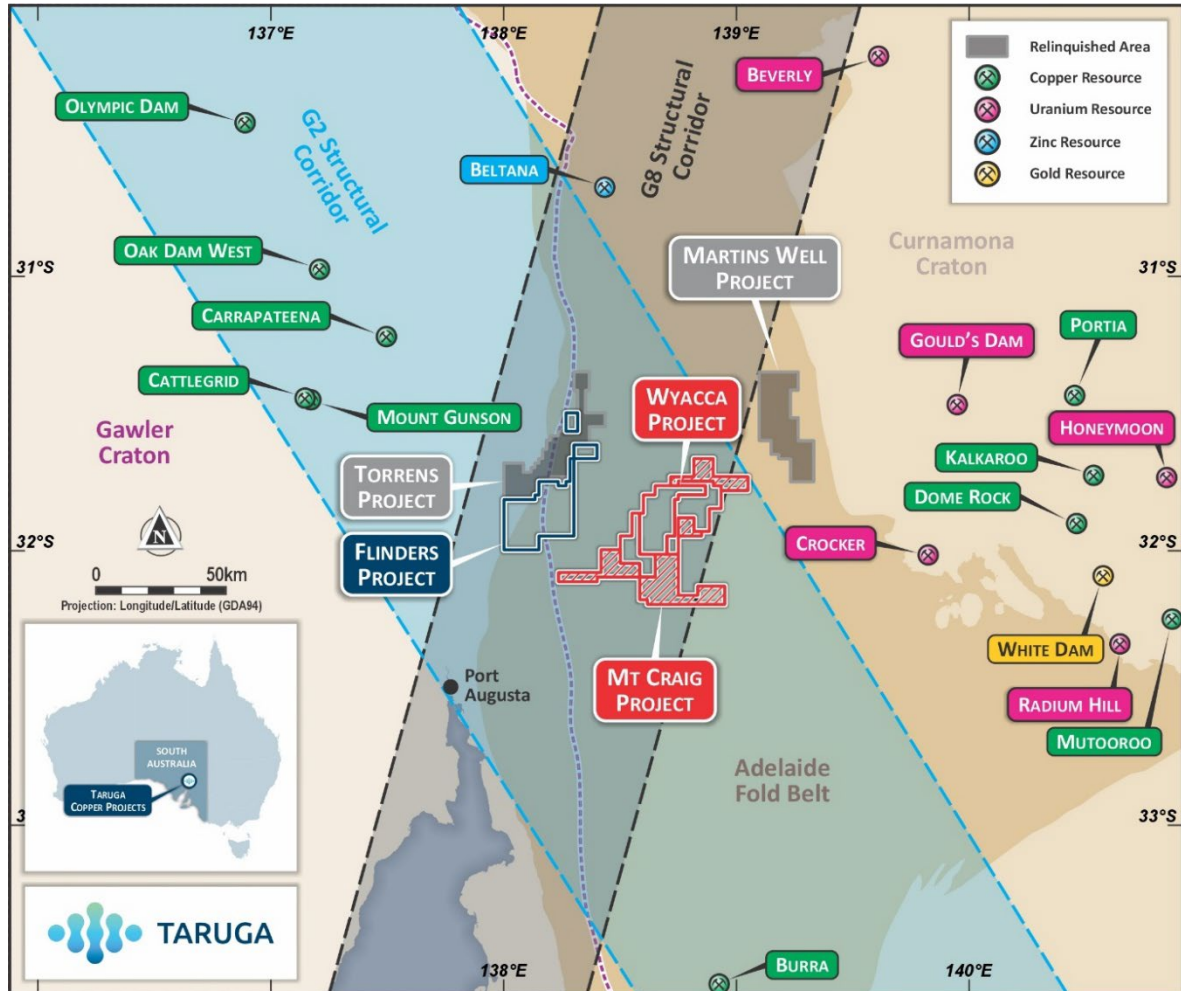 137°E
138°E
139°E
BEVERLY
Relinquished Area
Copper Resource
Uranium Resource
Zinc Resource
Gold Resource
OLYMPIC DAM
G2 Structural
Corridor
G8 Structural
Corridor
BELTANA
OAK DAM WEST
31°S
MARTINS WELL
PROJECT
Curnamona
Craton
31°S
CARRAPATEENA
GOULD'S DAM
PORTIA
CATTLEGRID
MOUNT GUNSON
WYACCA
PROJECT
Gawler
Craton
HONEYMOON
TORRENS
PROJECT
KALKAROO
DOME ROCK
N
FLINDERS
PROJECT
CROCKER
32°S
0 50km
Projection: Longitude/Latitude (GDA94)
WHITE DAM
MT CRAIG
PROJECT
Port
Augusta
RADIUM HILL
MUTOOROO
SOUTH
AUSTRALIA
TARUGA
COPPER PROJECTS
Adelaide
Fold Belt
33°S
TARUGA
138°E
BURRA
140°E